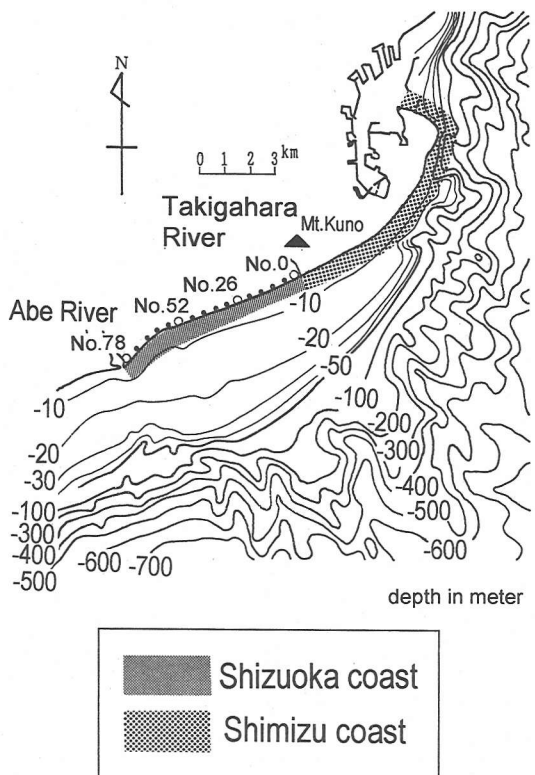 N
0 1 2 3 km
Takigahara
River
Mt.Kuno
No.0
No.26
No.52
Abe River
No.78
-10
-20
-50
-100
-200
-300
-400
-500
-600
-10
-20
-30
-100
-300
-400
-500
-600
-700
depth in meter
Shizuoka coast
Shimizu coast